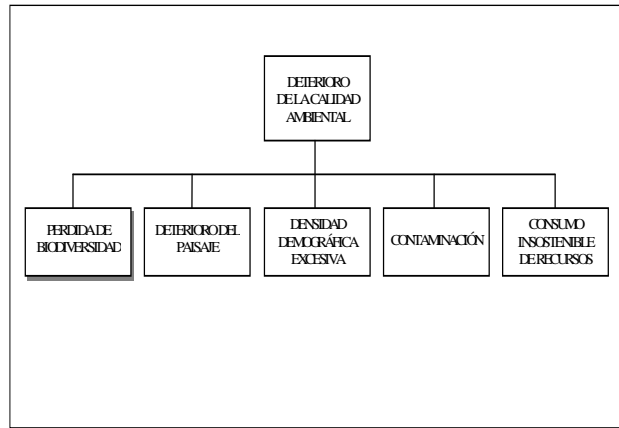 DETERIORO
DE LA CALIDAD
AMBIENTAL
PERDIDA DE
BIODIVERSIDAD
DETERIORO DEL
PAISAJE
DENSIDAD
DEMOGRÁFICA
EXCESIVA
CONTAMINACIÓN
CONSUMO
INSOSTENIBLE
DE RECURSOS